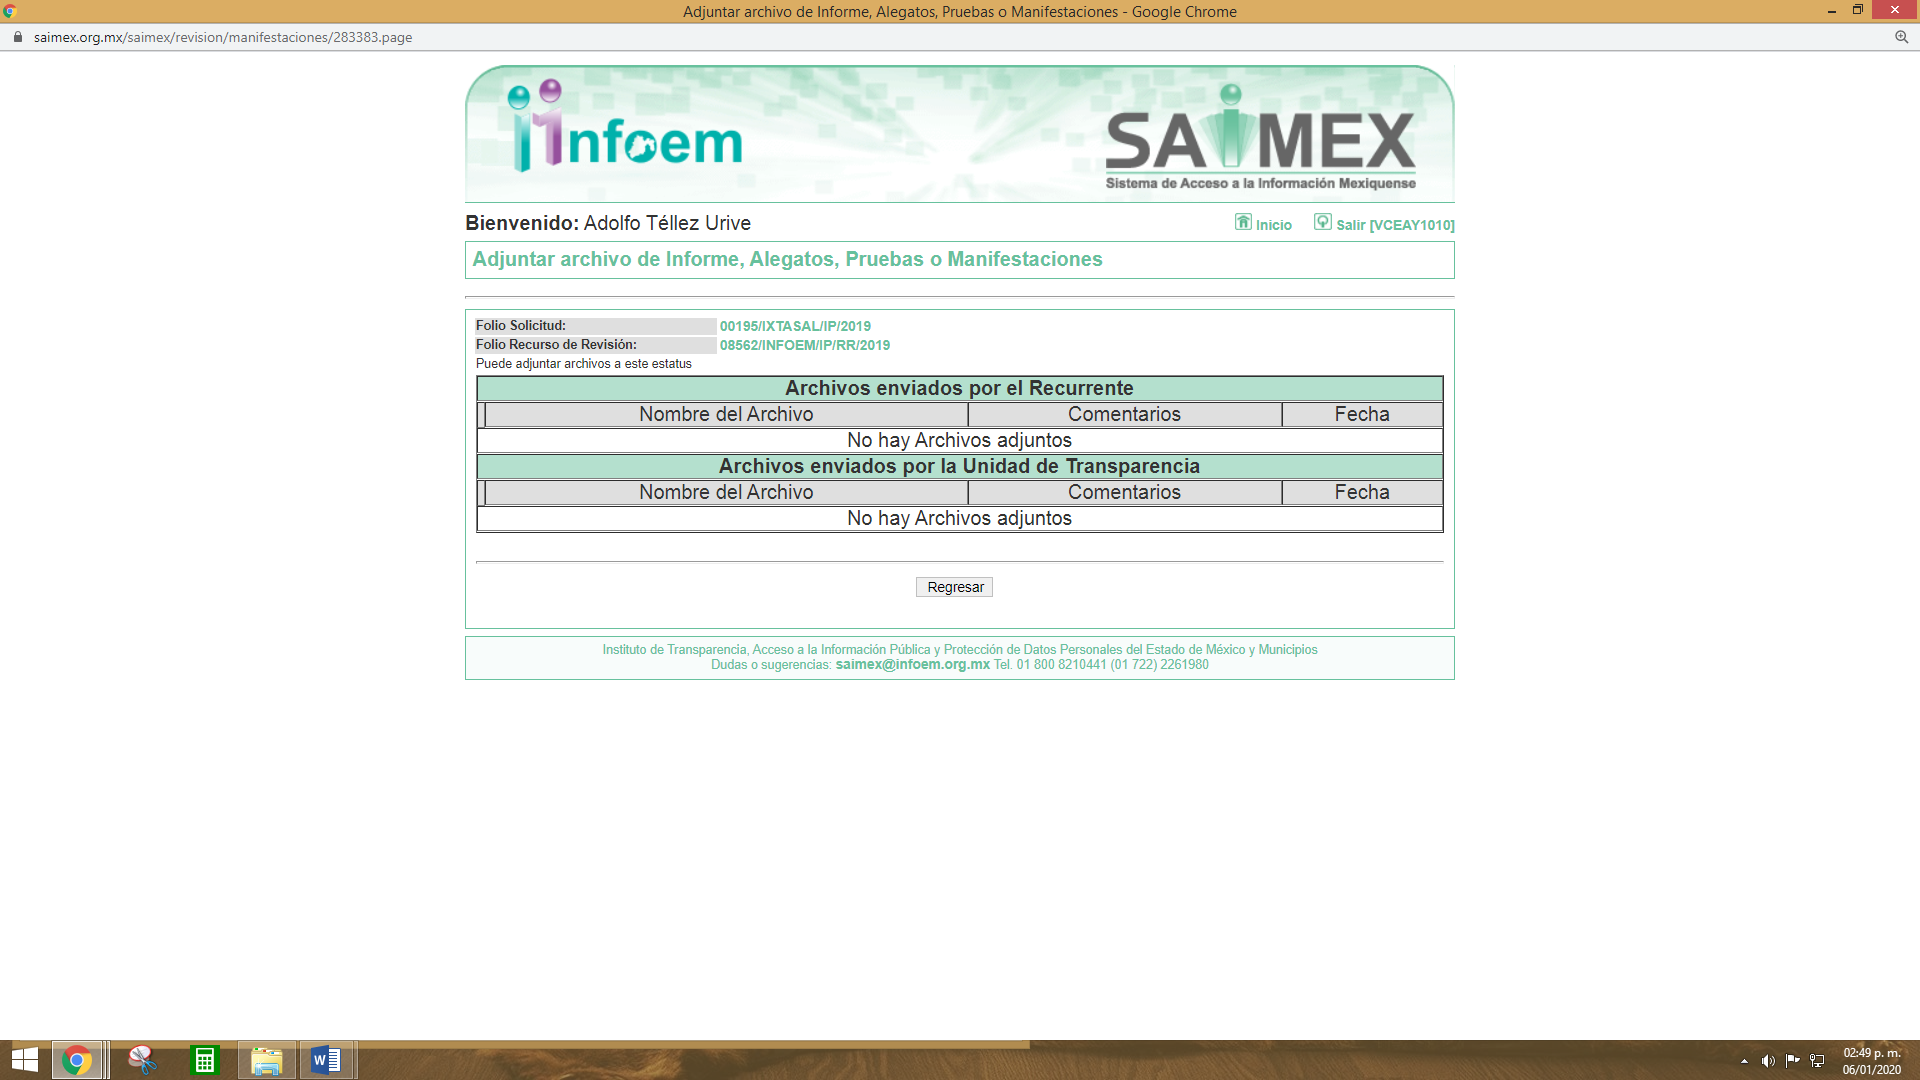 Adjuntar archivo de Informe, Alegatos, Pruebas o Manifestaciones - Google Chrome
saimex.org.mx/saimex/revision/manifestaciones/283383.page
infoem
SAIMEX
Sistema de Acceso a la Información Mexiquense
Bienvenido: Adolfo Téllez Urive
Inicio Salir [VCEAY1010]
Adjuntar archivo de Informe, Alegatos, Pruebas o Manifestaciones
Folio Solicitud: 00195/IXTASAL/IP/2019
Folio Recurso de Revisión: 08562/INFOEM/IP/RR/2019
Puede adjuntar archivos a este estatus
Archivos enviados por el Recurrente
Nombre del Archivo Comentarios Fecha
No hay Archivos adjuntos
Archivos enviados por la Unidad de Transparencia
Nombre del Archivo Comentarios Fecha
No hay Archivos adjuntos
Regresar
Instituto de Transparencia, Acceso a la Información Pública y Protección de Datos Personales del Estado de México y Municipios
Dudas o sugerencias: saimex@infoem.org.mx Tel. 01 800 8210441 (01 722) 2261980
02:49 p. m.
06/01/2020